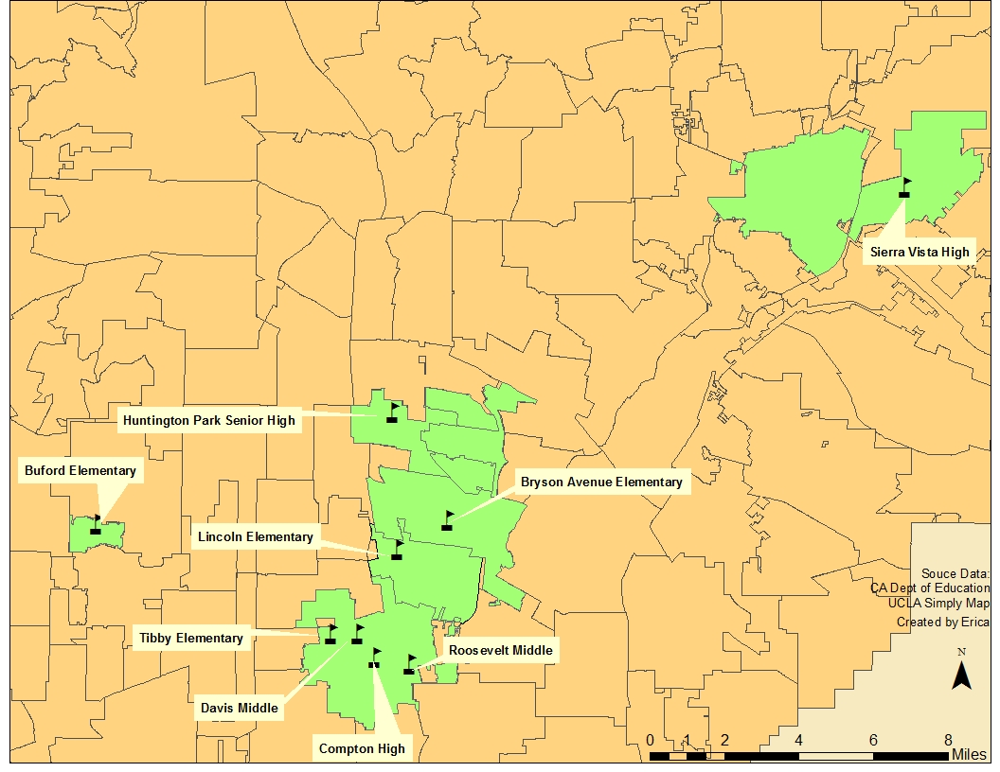 Sierra Vista High
Huntington Park Senior High
Buford Elementary
Bryson Avenue Elementary
Lincoln Elementary
Souce Data:
CA Dept of Education
UCLA Simply Map
Created by Erica
Tibby Elementary
Roosevelt Middle
N
Davis Middle
Compton High
0 1 2 4 6 8
Miles